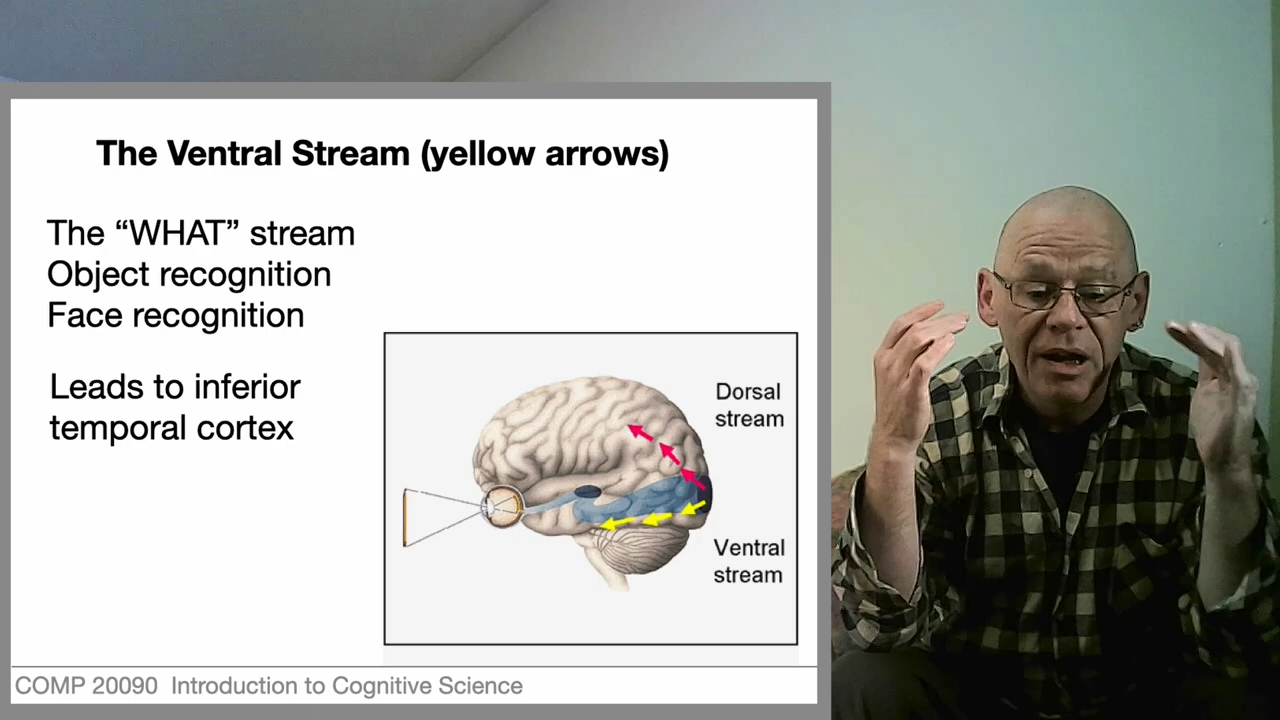 The Ventral Stream (yellow arrows)
The “WHAT” stream
Object recognition
Face recognition
Leads to inferior
temporal cortex
Dorsal
stream
Ventral
stream
COMP 20090 Introduction to Cognitive Science